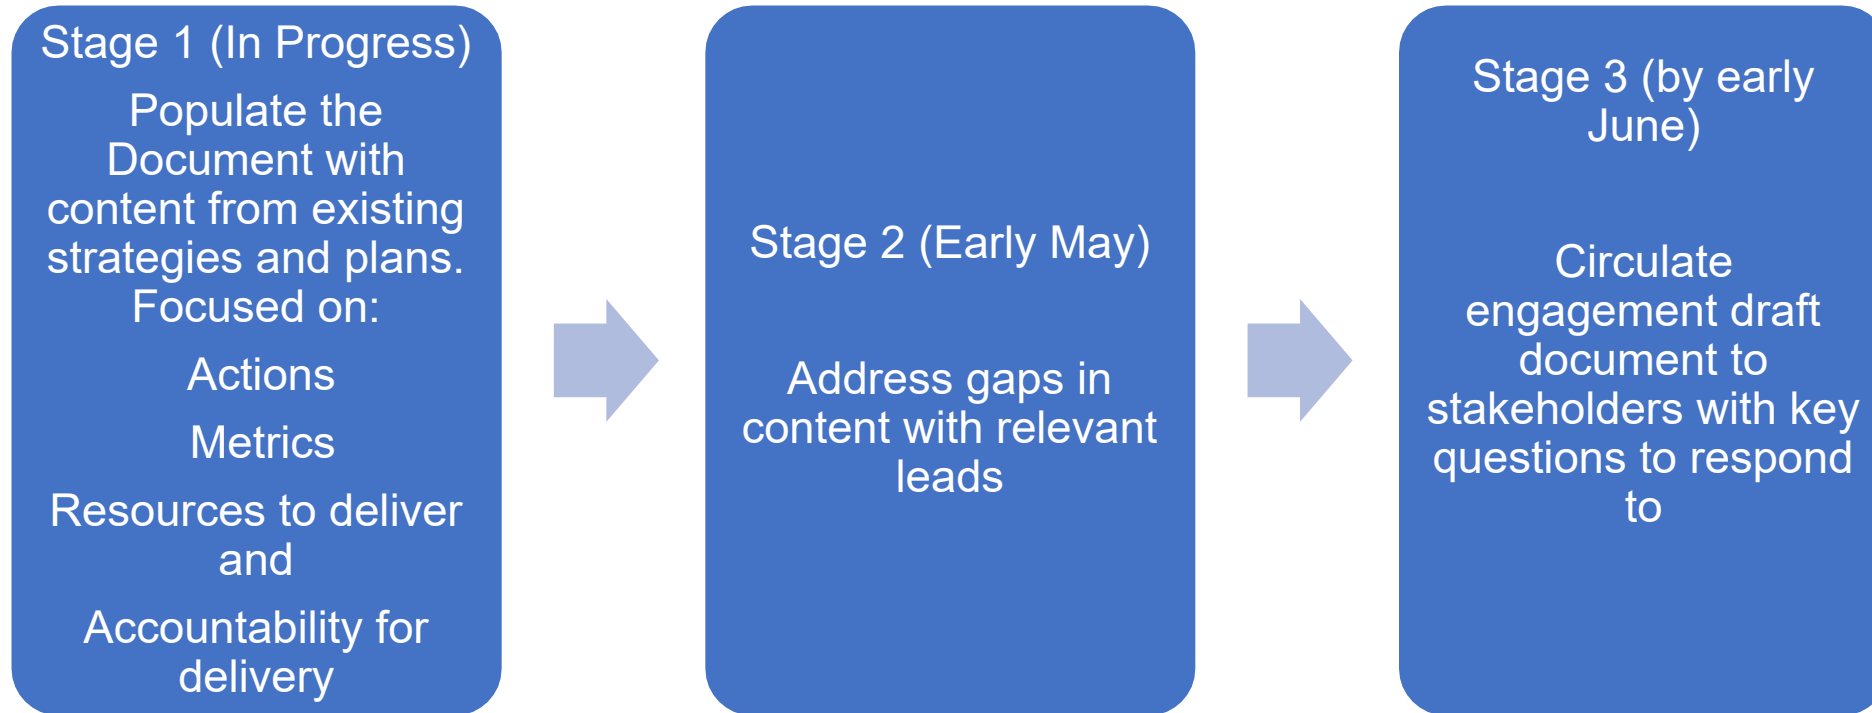 Stage 1 (In Progress)
Populate the
Document with
content from existing
strategies and plans.
Focused on:
Actions
Metrics
Resources to deliver
and
Accountability for
delivery
Stage 2 (Early May)
Address gaps in
content with relevant
leads
Stage 3 (by early
June)
Circulate
engagement draft
document to
stakeholders with key
questions to respond
to